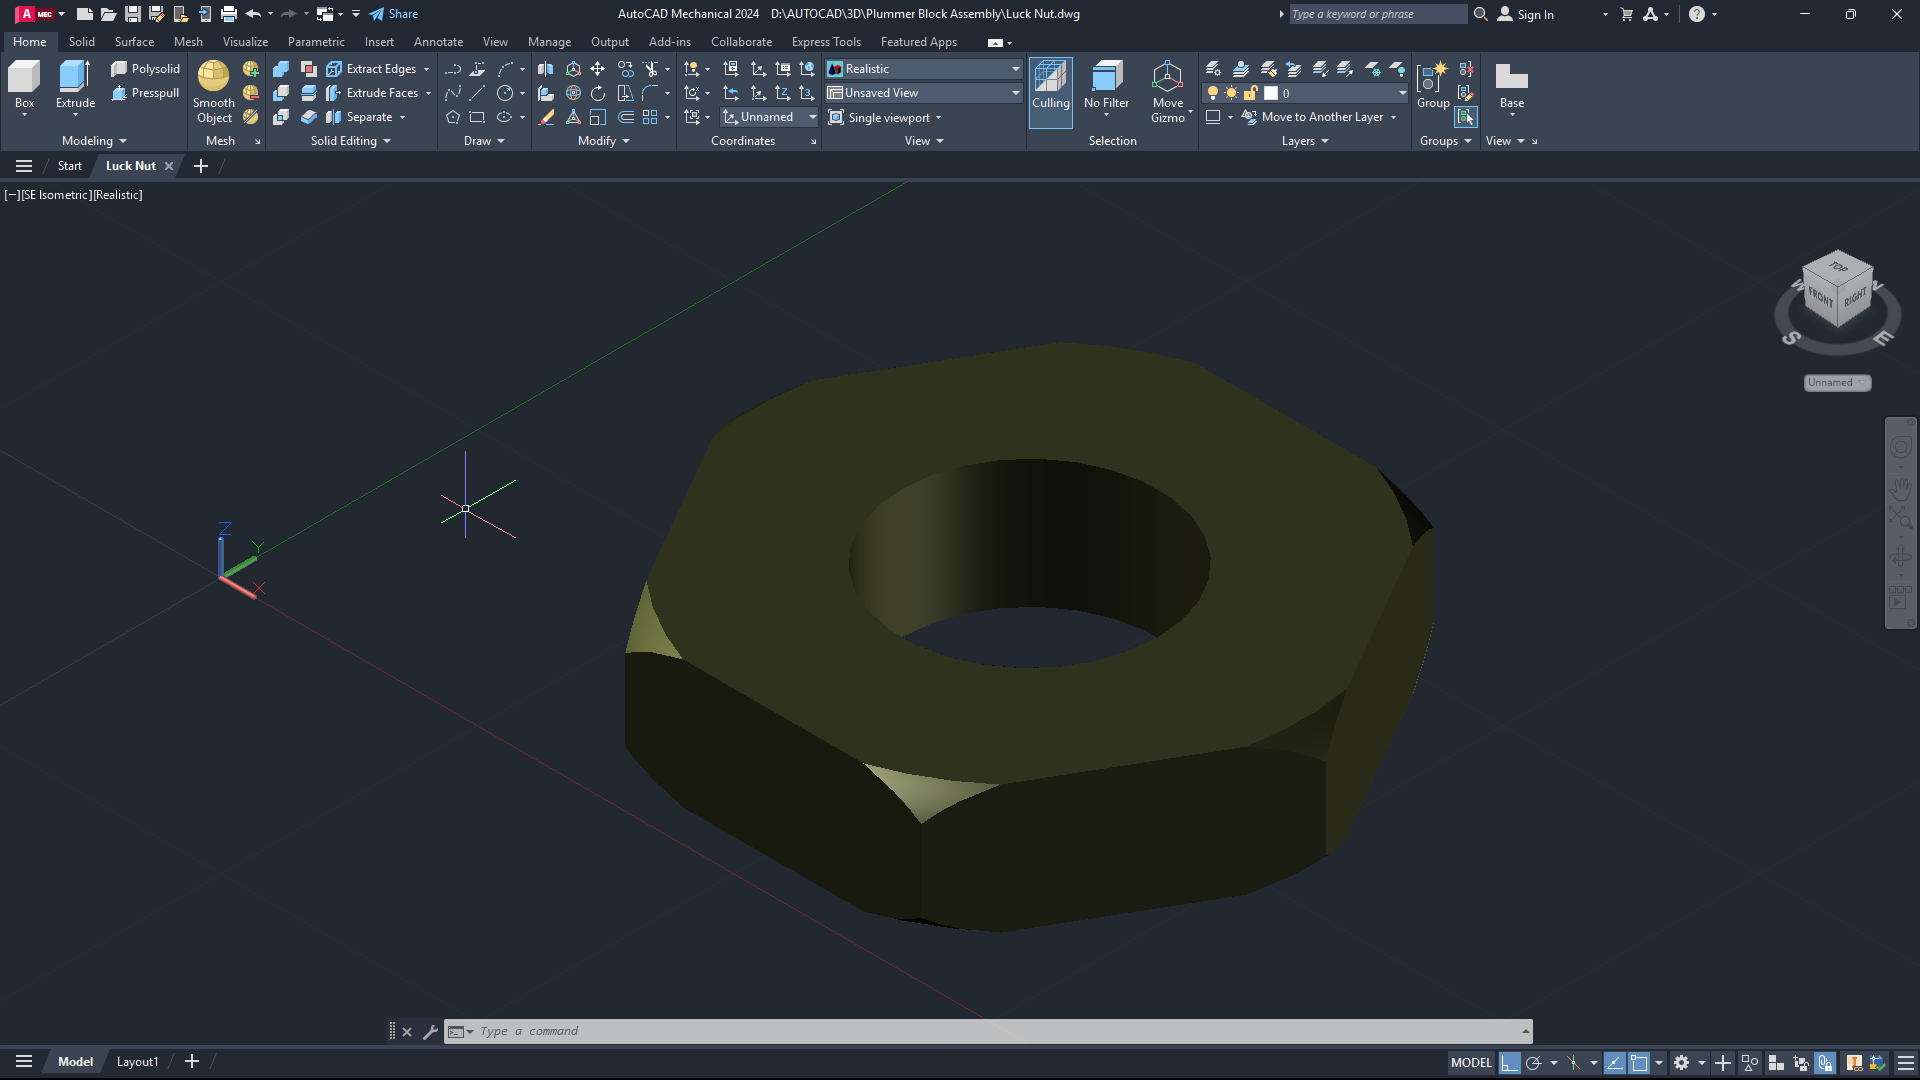 A MEC Share AutoCAD Mechanical 2024 D:\AUTOCAD\3D\Plummer Block Assembly\Luck Nut.dwg Type a keyword or phrase Sign In
Home Solid Surface Mesh Visualize Parametric Insert Annotate View Manage Output Add-ins Collaborate Express Tools Featured Apps
Polysolid Extract Edges Realistic
Presspull Extrude Faces Unsaved View 0
Box Extrude Smooth Object Separate Unnamed Single viewport Culling No Filter Move Gizmo Move to Another Layer Group Base
Modeling Mesh Solid Editing Draw Modify Coordinates View Selection Layers Groups View
Start Luck Nut
[−][SE Isometric][Realistic]
TOP
W N
FRONT RIGHT
S E
Unnamed
Z
Y
X
Type a command
Model Layout1 MODEL